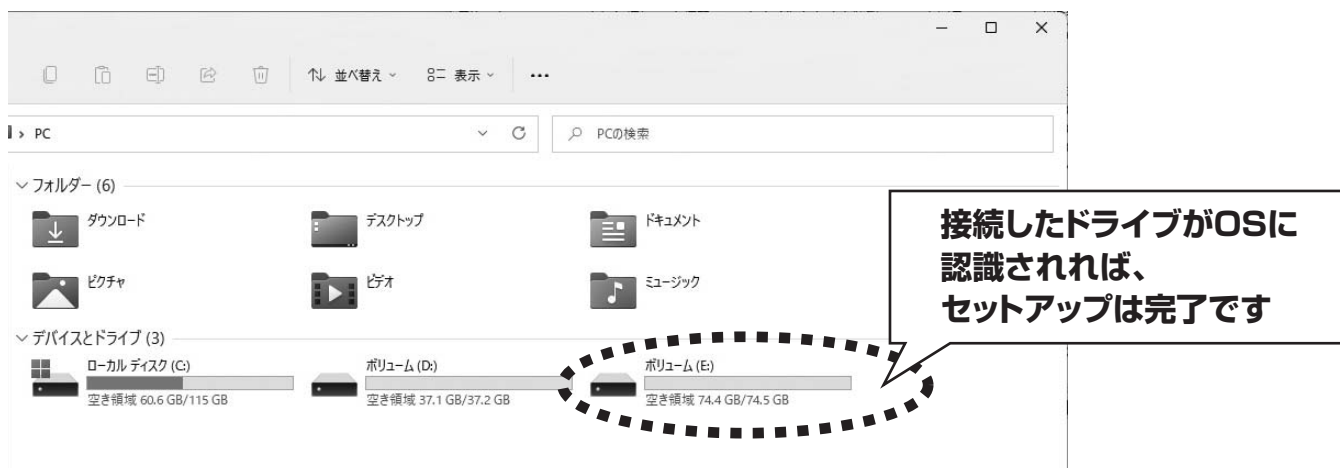 並べ替え
表示
PC
PCの検索
フォルダー (6)
ダウンロード
デスクトップ
ドキュメント
ピクチャ
ビデオ
ミュージック
接続したドライブがOSに
認識されれば、
セットアップは完了です
デバイスとドライブ (3)
ローカル ディスク (C:)
空き領域 60.6 GB/115 GB
ボリューム (D:)
空き領域 37.1 GB/37.2 GB
ボリューム (E:)
空き領域 74.4 GB/74.5 GB